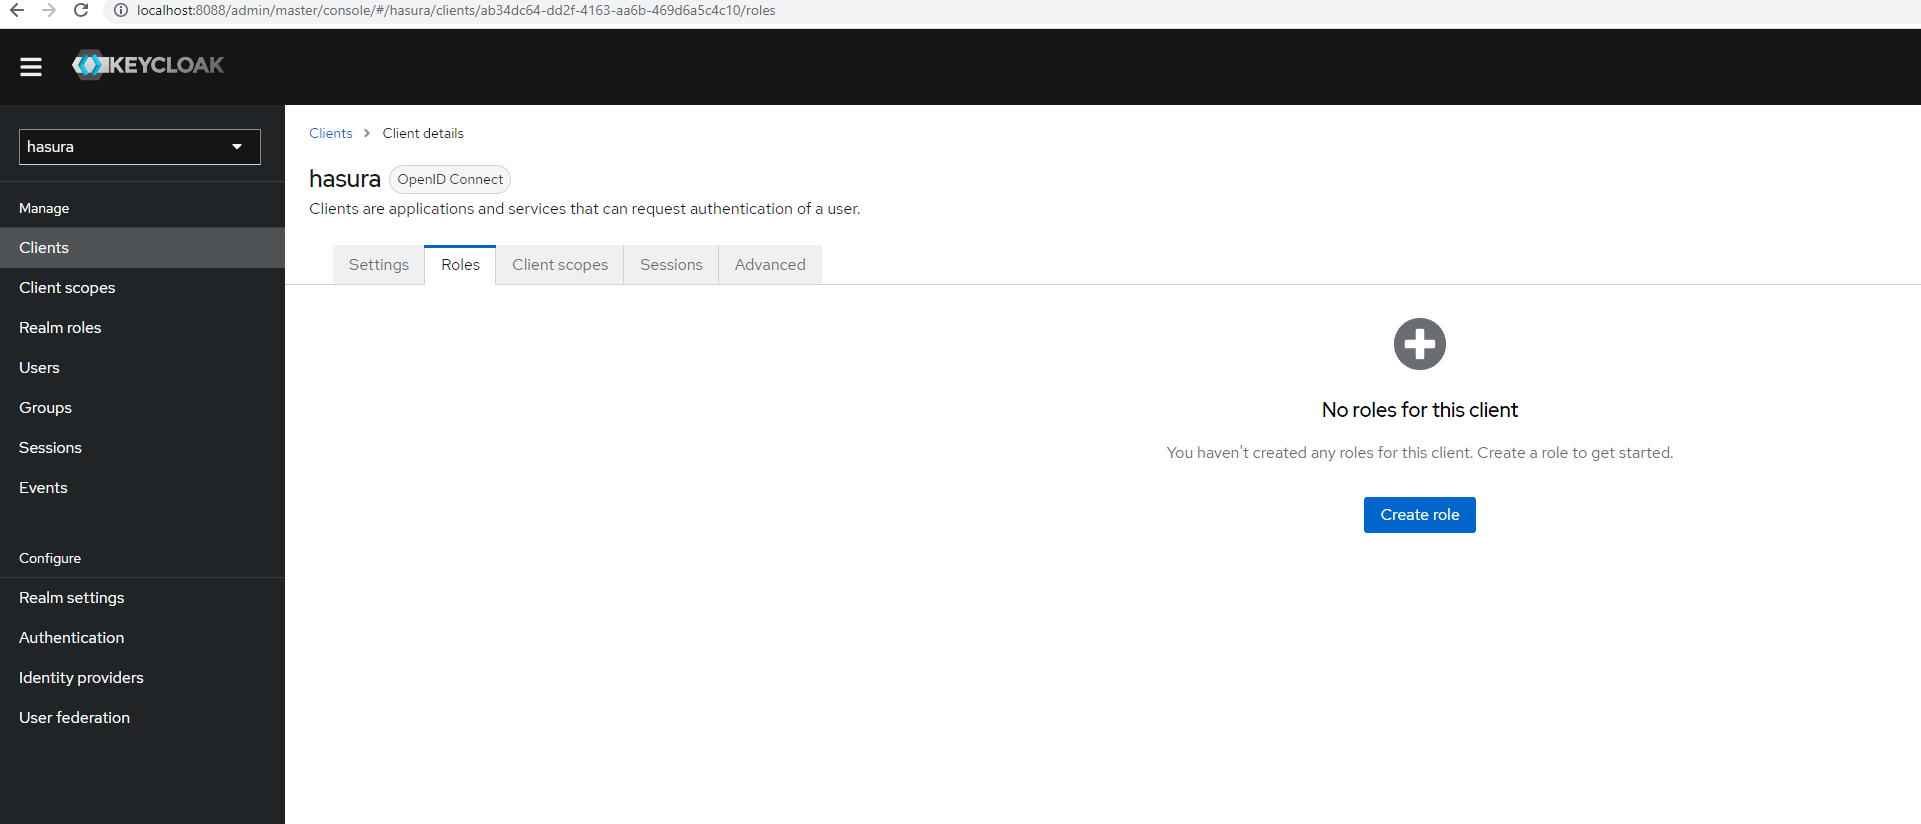 localhost:8088/admin/master/console/#/hasura/clients/ab34dc64-dd2f-4163-aa6b-469d6a5c4c10/roles
KEYCLOAK
hasura
Manage
Clients
Client scopes
Realm roles
Users
Groups
Sessions
Events
Configure
Realm settings
Authentication
Identity providers
User federation
Clients > Client details
hasura OpenID Connect
Clients are applications and services that can request authentication of a user.
Settings Roles Client scopes Sessions Advanced
No roles for this client
You haven't created any roles for this client. Create a role to get started.
Create role